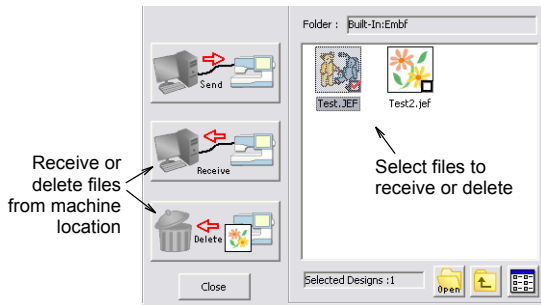 Folder : Built-In:Embf
Send
Test.JEF
Test2.jef
Receive
Receive or
delete files
from machine
location
Select files to
receive or delete
Delete
Close
Selected Designs :1
Open